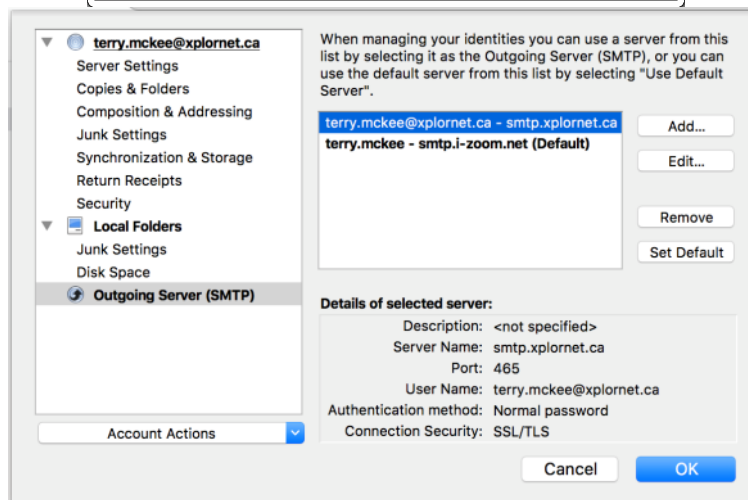 terry.mckee@xplornet.ca
Server Settings
Copies & Folders
Composition & Addressing
Junk Settings
Synchronization & Storage
Return Receipts
Security
Local Folders
Junk Settings
Disk Space
Outgoing Server (SMTP)
Account Actions
When managing your identities you can use a server from this
list by selecting it as the Outgoing Server (SMTP), or you can
use the default server from this list by selecting "Use Default
Server".
terry.mckee@xplornet.ca - smtp.xplornet.ca
terry.mckee - smtp.i-zoom.net (Default)
Add...
Edit...
Remove
Set Default
Details of selected server:
Description: <not specified>
Server Name: smtp.xplornet.ca
Port: 465
User Name: terry.mckee@xplornet.ca
Authentication method: Normal password
Connection Security: SSL/TLS
Cancel
OK